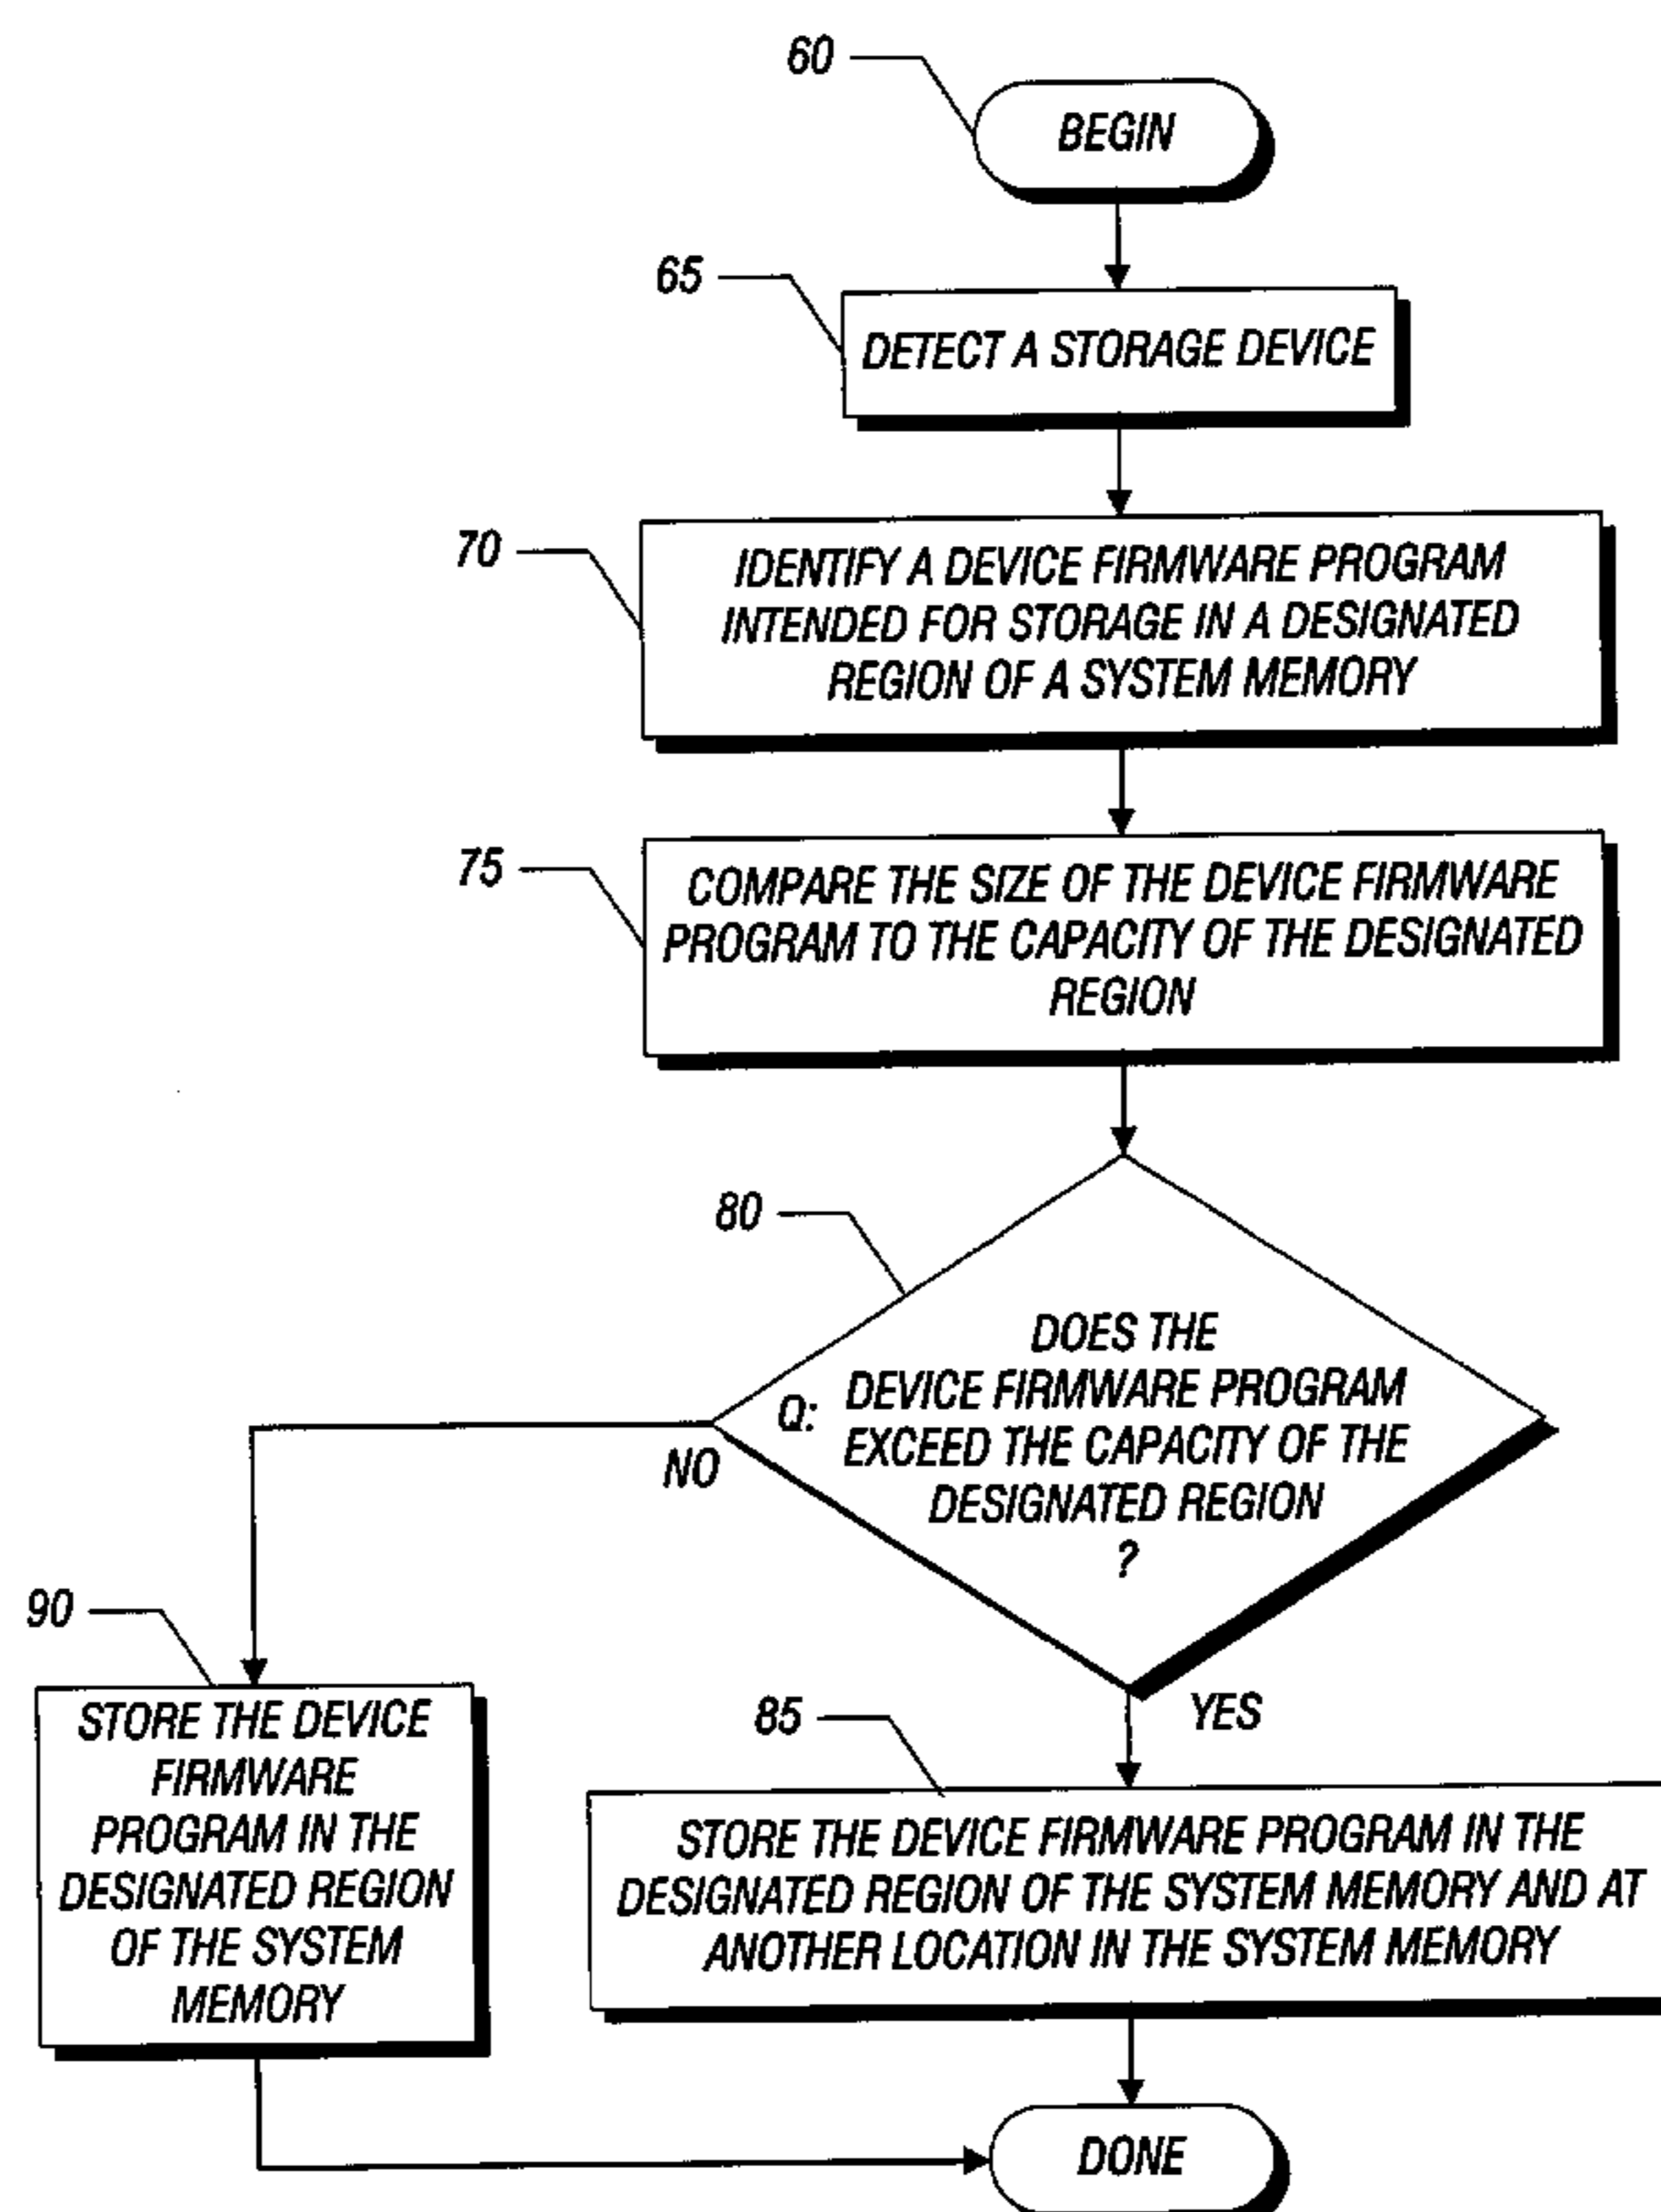 60
BEGIN
65
DETECT A STORAGE DEVICE
70
IDENTIFY A DEVICE FIRMWARE PROGRAM
INTENDED FOR STORAGE IN A DESIGNATED
REGION OF A SYSTEM MEMORY
75
COMPARE THE SIZE OF THE DEVICE FIRMWARE
PROGRAM TO THE CAPACITY OF THE DESIGNATED
REGION
80
DOES THE
Q: DEVICE FIRMWARE PROGRAM
EXCEED THE CAPACITY OF THE
DESIGNATED REGION
?
NO
YES
90
STORE THE DEVICE
FIRMWARE
PROGRAM IN THE
DESIGNATED REGION
OF THE SYSTEM
MEMORY
85
STORE THE DEVICE FIRMWARE PROGRAM IN THE
DESIGNATED REGION OF THE SYSTEM MEMORY AND AT
ANOTHER LOCATION IN THE SYSTEM MEMORY
DONE